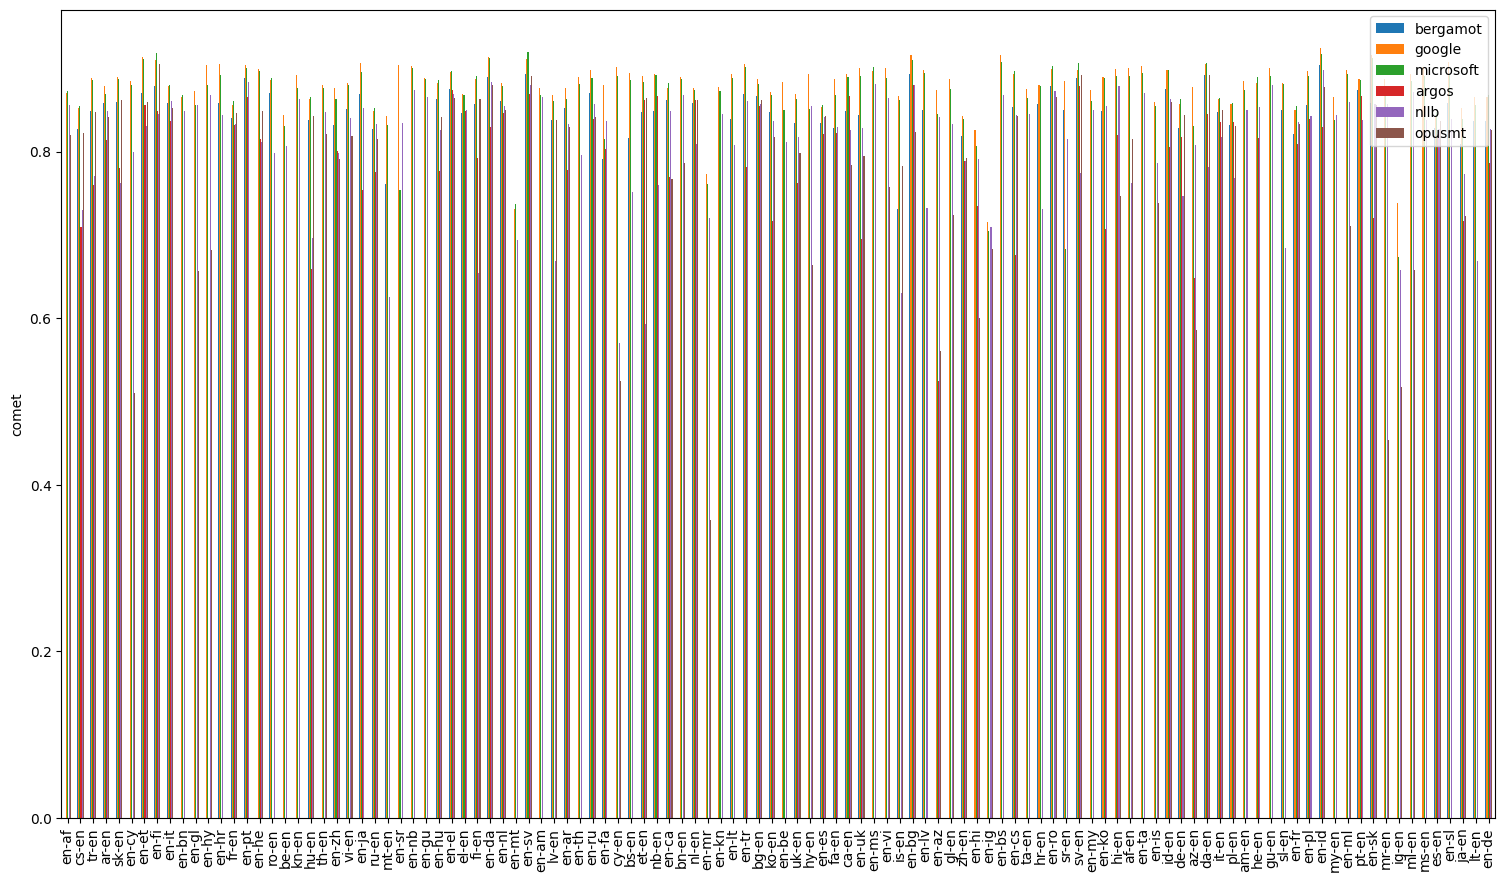 bergamot
google
microsoft
argos
nllb
opusmt
comet
0.8
0.6
0.4
0.2
0.0
en-af
cs-en
tr-en
ar-en
sk-en
en-cy
en-et
en-fi
en-it
en-bn
en-gl
en-hy
en-hr
fr-en
en-pt
en-he
ro-en
be-en
kn-en
hu-en
th-en
en-zh
vi-en
en-ja
ru-en
mt-en
en-sr
en-nb
en-gu
en-hu
en-el
el-en
fi-en
en-da
en-nl
en-mt
en-sv
en-am
lv-en
en-ar
en-th
en-ru
en-fa
cy-en
bs-en
et-en
nb-en
en-ca
bn-en
nl-en
en-mr
en-kn
en-lt
en-tr
bg-en
ko-en
en-be
uk-en
hy-en
en-es
fa-en
ca-en
en-uk
en-ms
en-vi
is-en
en-bg
en-lv
en-az
gl-en
zh-en
en-hi
en-ig
en-bs
en-cs
ta-en
hr-en
en-ro
sr-en
sv-en
en-my
en-ko
hi-en
af-en
en-ta
en-is
id-en
de-en
az-en
da-en
it-en
pl-en
am-en
he-en
gu-en
sl-en
en-fr
en-pl
en-id
my-en
en-ml
pt-en
en-sk
mr-en
ig-en
ml-en
ms-en
es-en
en-sl
ja-en
lt-en
en-de